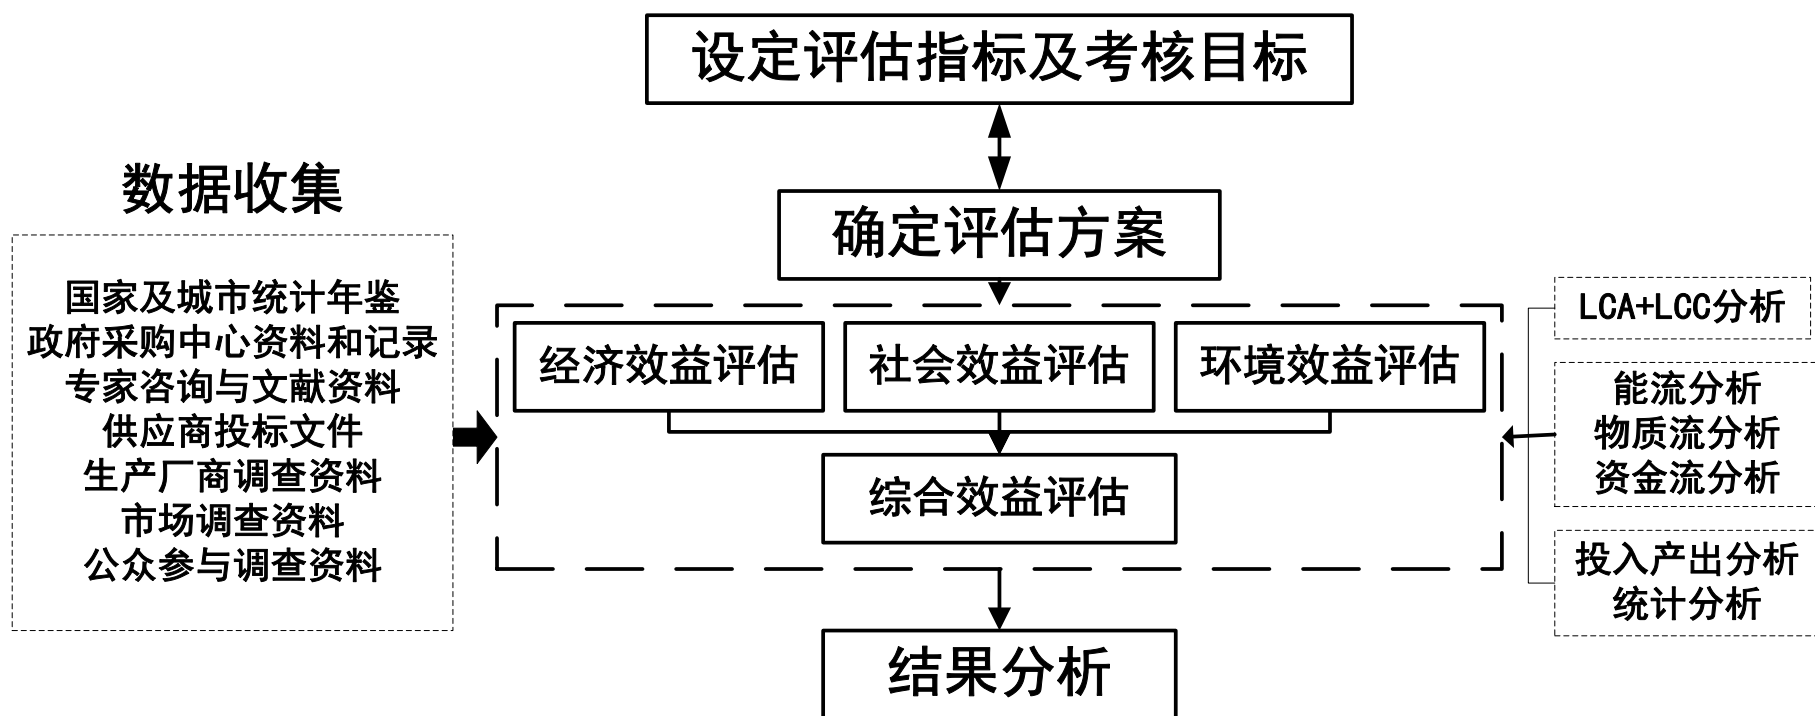 设定评估指标及考核目标
确定评估方案
数据收集
国家及城市统计年鉴
政府采购中心资料和记录
专家咨询与文献资料
供应商投标文件
生产厂商调查资料
市场调查资料
公众参与调查资料
经济效益评估
社会效益评估
环境效益评估
综合效益评估
LCA+LCC分析
能流分析
物质流分析
资金流分析
投入产出分析
统计分析
结果分析